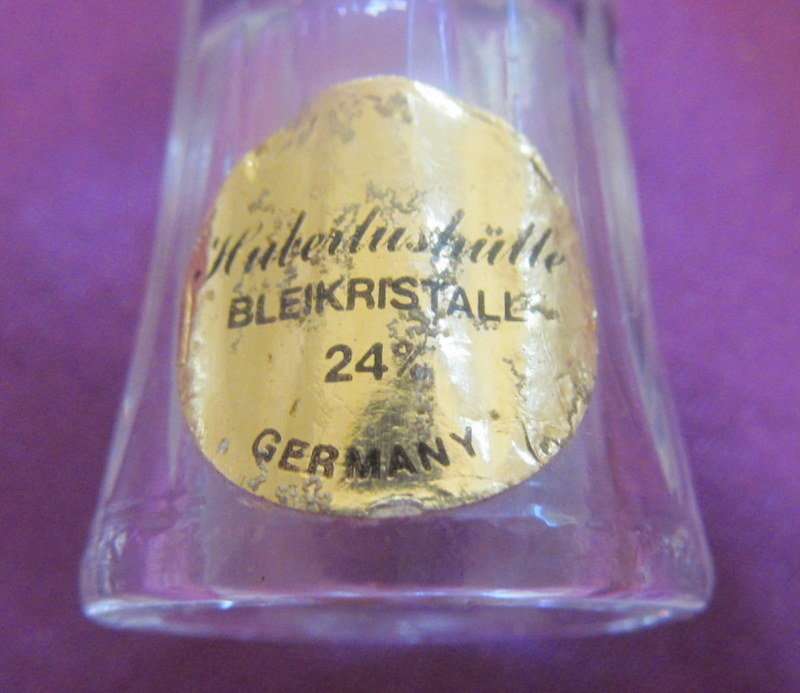 Hubertushütte
BLEIKRISTALL
24%
GERMANY